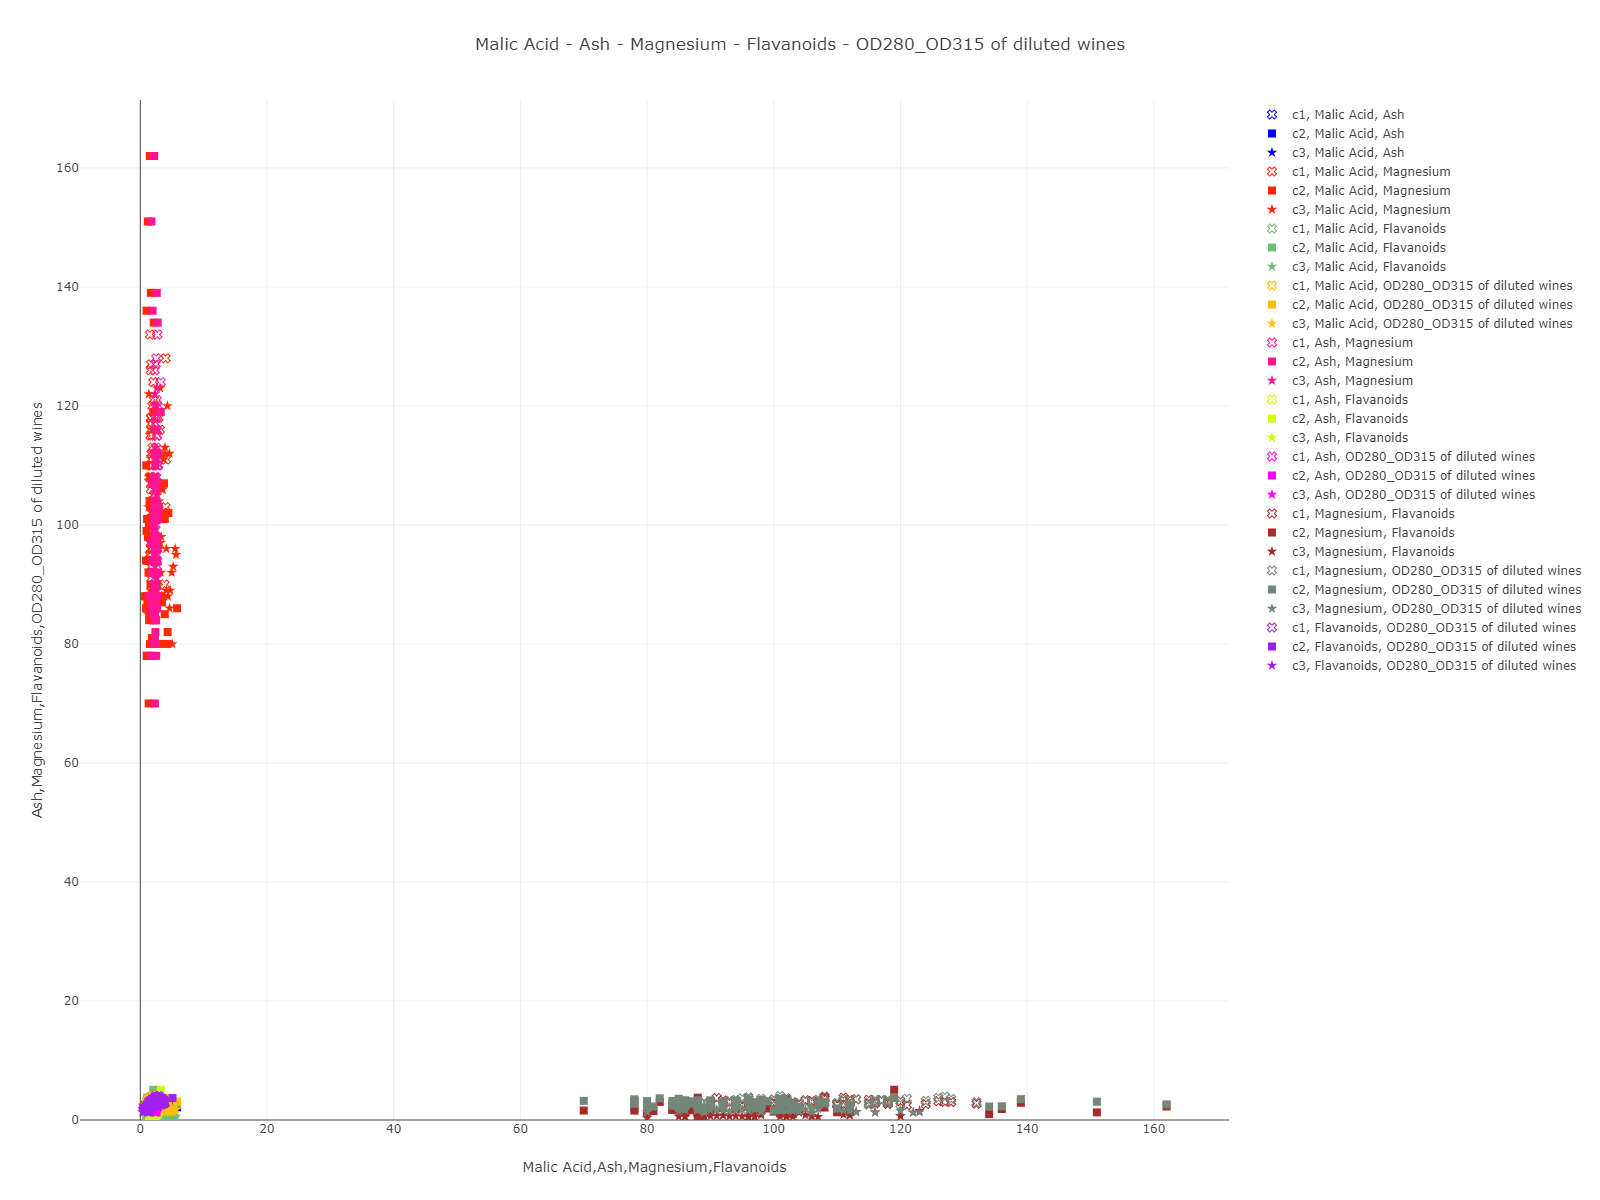 Malic Acid - Ash - Magnesium - Flavanoids - OD280_OD315 of diluted wines
Ash,Magnesium,Flavanoids,OD280_OD315 of diluted wines
160
140
120
100
80
60
40
20
0
0
20
40
60
80
100
120
140
160
Malic Acid,Ash,Magnesium,Flavanoids
c1, Malic Acid, Ash
c2, Malic Acid, Ash
c3, Malic Acid, Ash
c1, Malic Acid, Magnesium
c2, Malic Acid, Magnesium
c3, Malic Acid, Magnesium
c1, Malic Acid, Flavanoids
c2, Malic Acid, Flavanoids
c3, Malic Acid, Flavanoids
c1, Malic Acid, OD280_OD315 of diluted wines
c2, Malic Acid, OD280_OD315 of diluted wines
c3, Malic Acid, OD280_OD315 of diluted wines
c1, Ash, Magnesium
c2, Ash, Magnesium
c3, Ash, Magnesium
c1, Ash, Flavanoids
c2, Ash, Flavanoids
c3, Ash, Flavanoids
c1, Ash, OD280_OD315 of diluted wines
c2, Ash, OD280_OD315 of diluted wines
c3, Ash, OD280_OD315 of diluted wines
c1, Magnesium, Flavanoids
c2, Magnesium, Flavanoids
c3, Magnesium, Flavanoids
c1, Magnesium, OD280_OD315 of diluted wines
c2, Magnesium, OD280_OD315 of diluted wines
c3, Magnesium, OD280_OD315 of diluted wines
c1, Flavanoids, OD280_OD315 of diluted wines
c2, Flavanoids, OD280_OD315 of diluted wines
c3, Flavanoids, OD280_OD315 of diluted wines